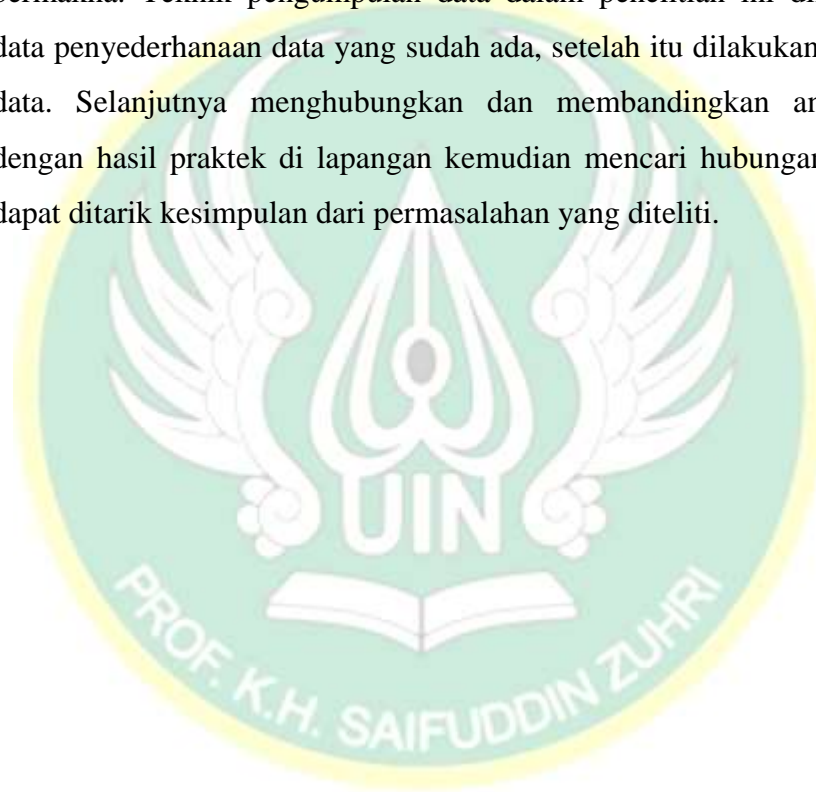 bermakna. Teknik pengumpulan data dalam penelitian ini
data penyederhanaan data yang sudah ada, setelah itu dilakukan
data. Selanjutnya menghubungkan dan membandingkan
dengan hasil praktek di lapangan kemudian mencari hubungan
dapat ditarik kesimpulan dari permasalahan yang diteliti.
UIN
PROF. K.H. SAIFUDDIN ZUHRI